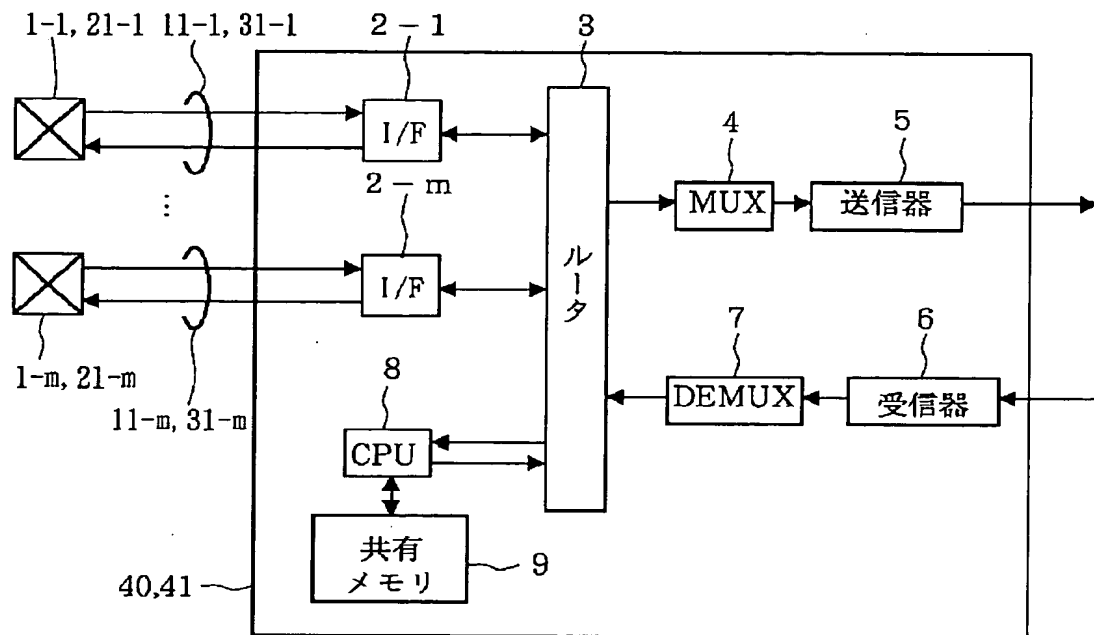 1-1, 21-1
11-1, 31-1
2-1
3
I/F
4
5
MUX
送信器
⋮
2-m
I/F
ルータ
1-m, 21-m
11-m, 31-m
7
6
DEMUX
受信器
8
CPU
共有
メモリ
9
40,41